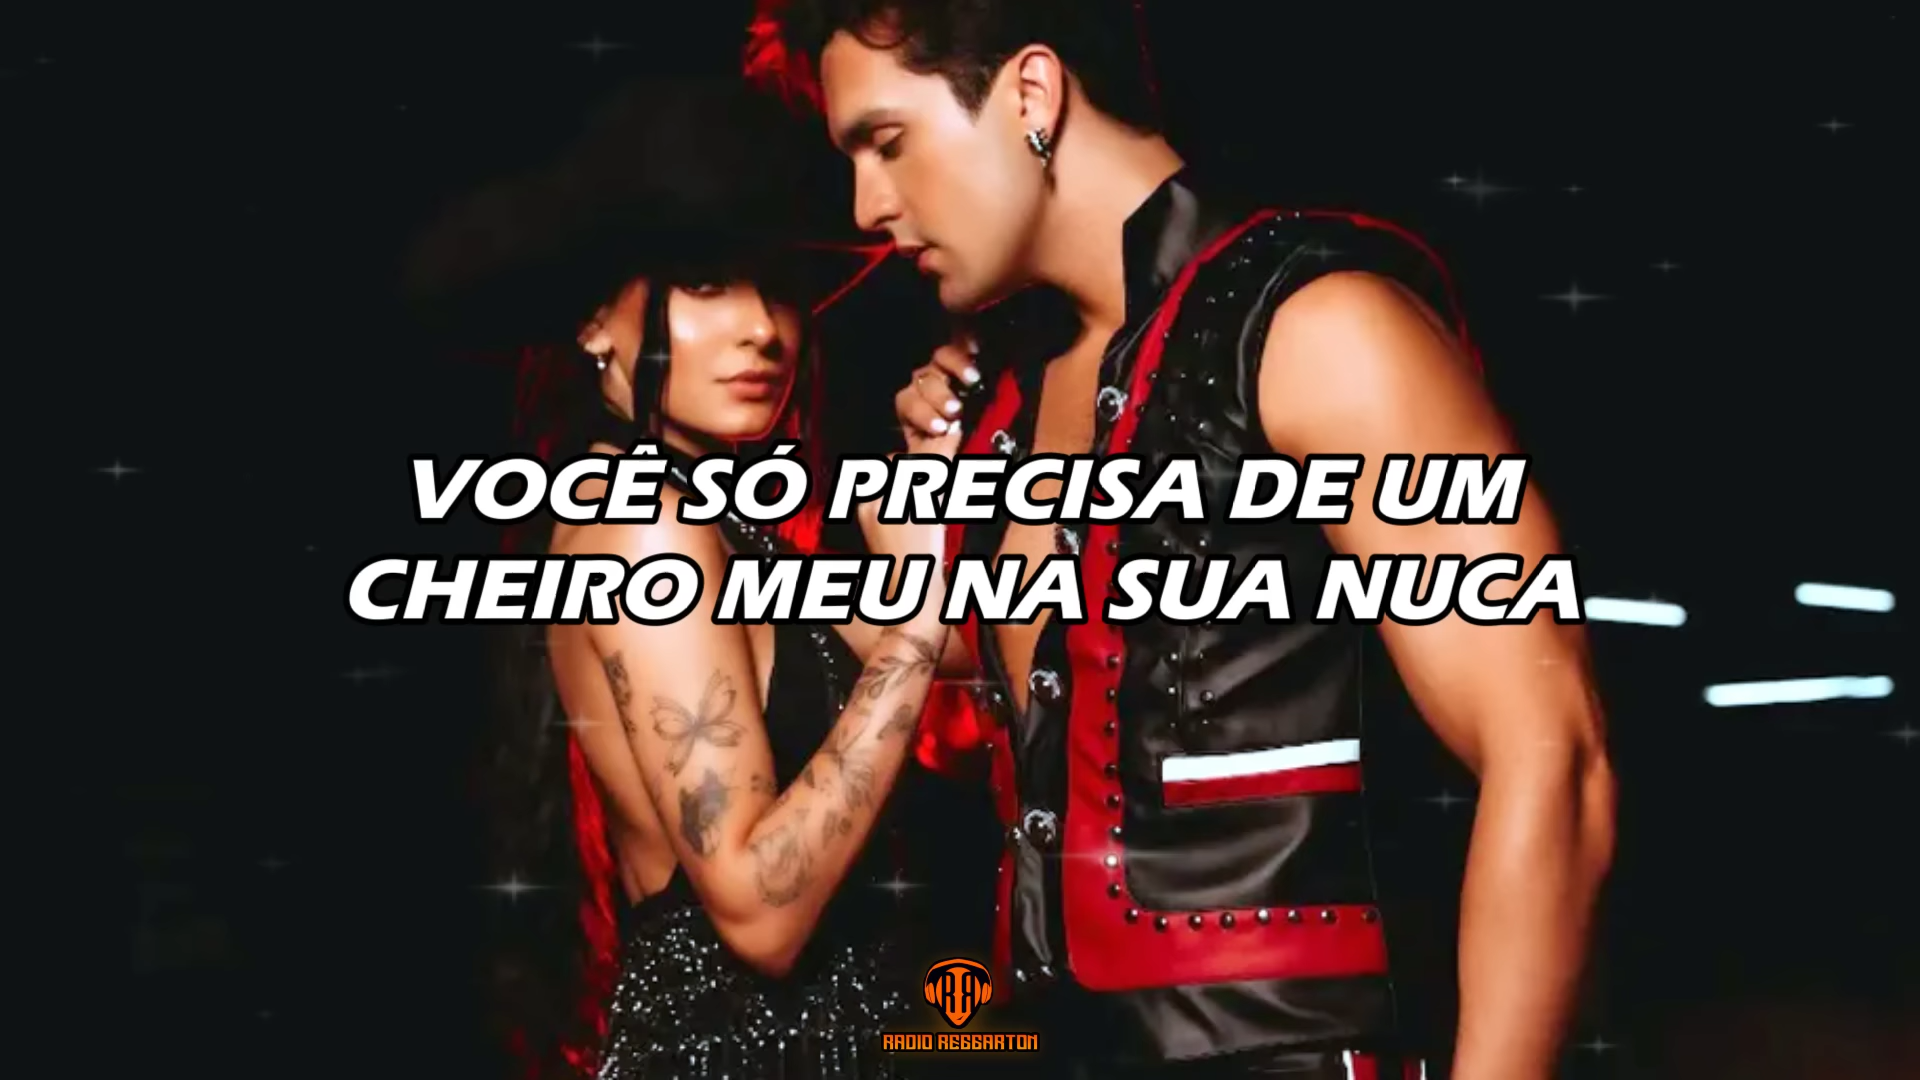 VOCÊ SÓ PRECISA DE UM
CHEIRO MEU NA SUA NUCA
RADIO REGGAETON